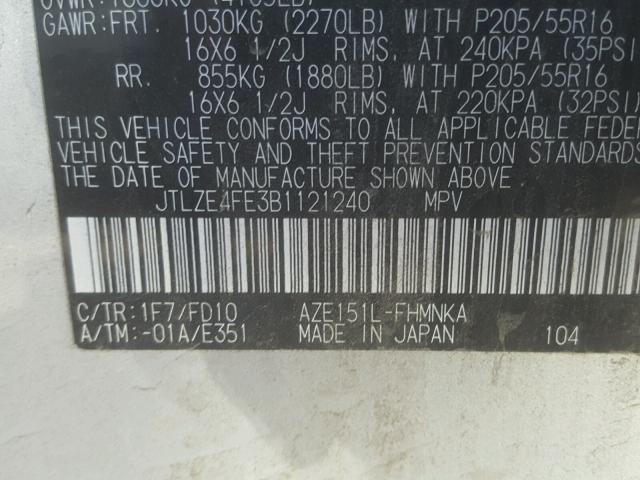 GAWR: FRT. 1030KG (2270LB) WITH P205/55R16
16X6 1/2J RIMS, AT 240KPA (35PSI
RR. 855KG (1880LB) WITH P205/55R16
16X6 1/2J RIMS, AT 220KPA (32PSI)
THIS VEHICLE CONFORMS TO ALL APPLICABLE FEDE
VEHICLE SAFETY AND THEFT PREVENTION STANDARDS
THE DATE OF MANUFACTURE SHOWN ABOVE.
JTLZE4FE3B1121240 MPV
C/TR: 1F7/FD10 AZE151L-FHMNKA
A/TM: -01A/E351 MADE IN JAPAN 104